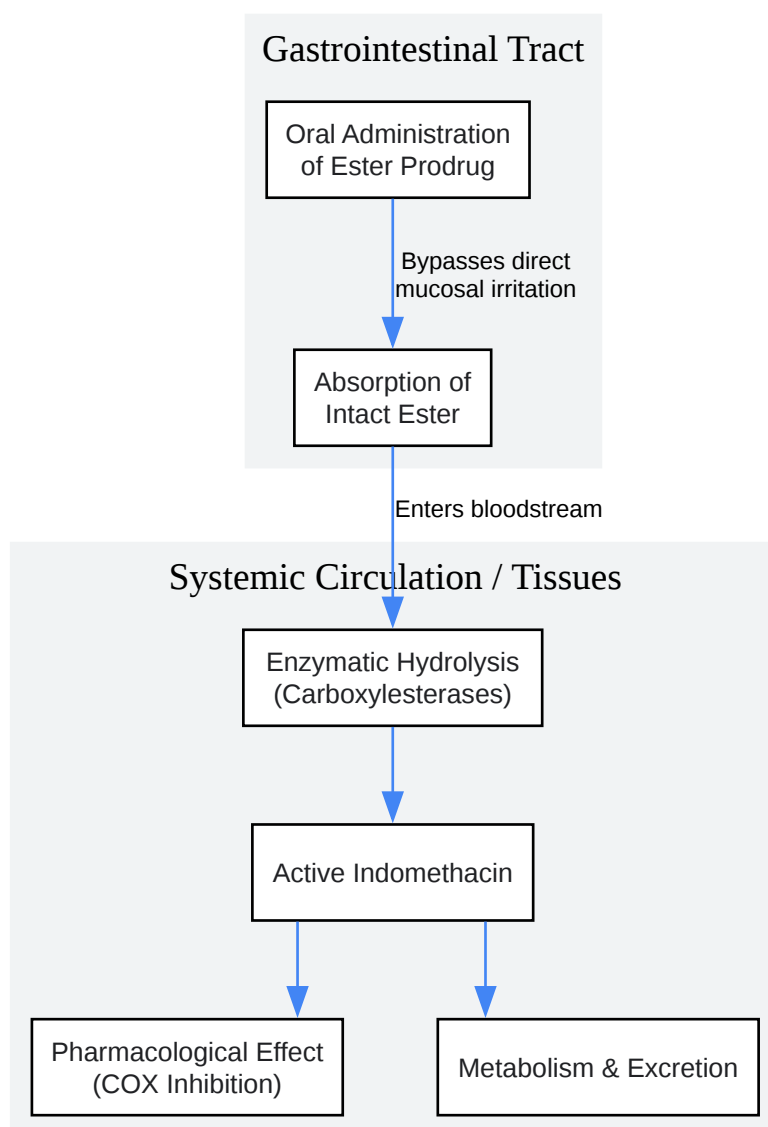 Gastrointestinal Tract
Oral Administration
of Ester Prodrug
Bypasses direct
mucosal irritation
Absorption of
Intact Ester
Enters bloodstream
Systemic Circulation / Tissues
Enzymatic Hydrolysis
(Carboxylesterases)
Active Indomethacin
Pharmacological Effect
(COX Inhibition)
Metabolism & Excretion